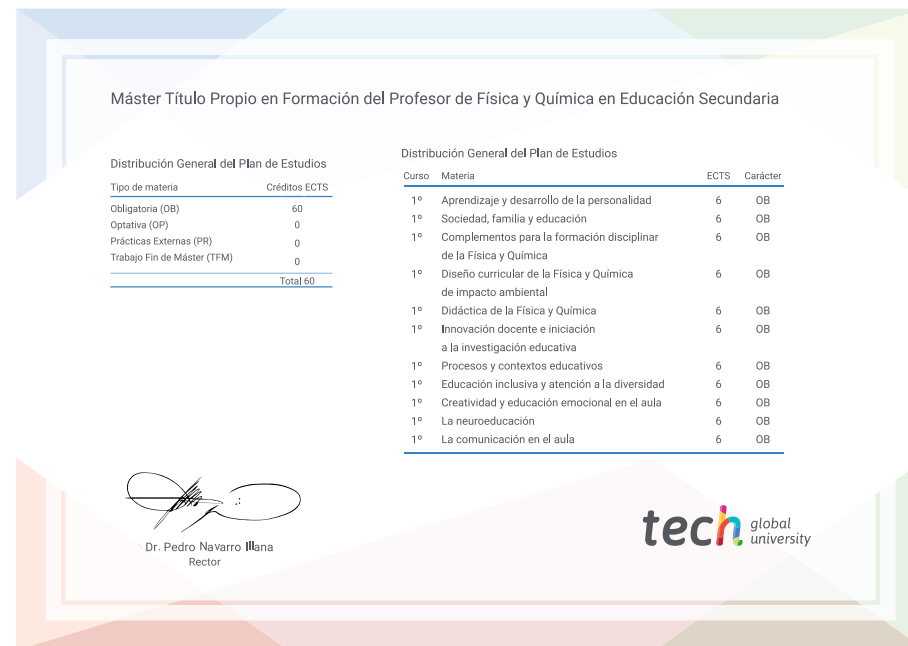 Máster Título Propio en Formación del Profesor de Física y Química en Educación Secundaria
Distribución General del Plan de Estudios
Tipo de materia Créditos ECTS
Obligatoria (OB) 60
Optativa (OP) 0
Prácticas Externas (PR) 0
Trabajo Fin de Máster (TFM) 0
Total 60
Distribución General del Plan de Estudios
Curso Materia ECTS Carácter
1º Aprendizaje y desarrollo de la personalidad 6 OB
1º Sociedad, familia y educación 6 OB
1º Complementos para la formación disciplinar 6 OB
de la Física y Química
1º Diseño curricular de la Física y Química 6 OB
de impacto ambiental
1º Didáctica de la Física y Química 6 OB
1º Innovación docente e iniciación 6 OB
a la investigación educativa
1º Procesos y contextos educativos 6 OB
1º Educación inclusiva y atención a la diversidad 6 OB
1º Creatividad y educación emocional en el aula 6 OB
1º La neuroeducación 6 OB
1º La comunicación en el aula 6 OB
Dr. Pedro Navarro Illana
Rector
tech global
university